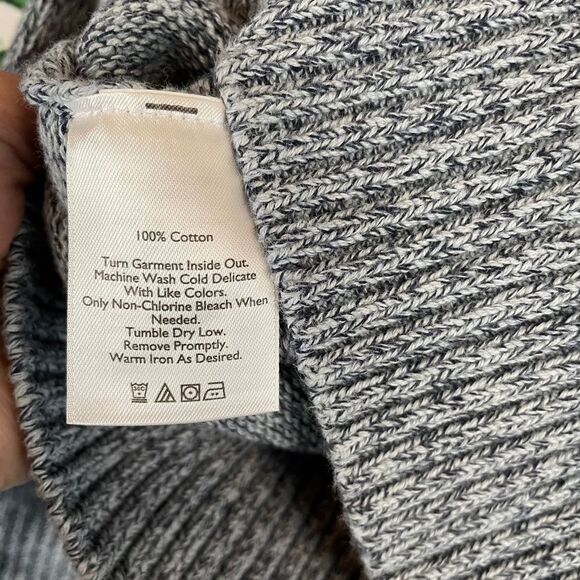 100% Cotton
Turn Garment Inside Out.
Machine Wash Cold Delicate
With Like Colors.
Only Non-Chlorine Bleach When
Needed.
Tumble Dry Low.
Remove Promptly.
Warm Iron As Desired.